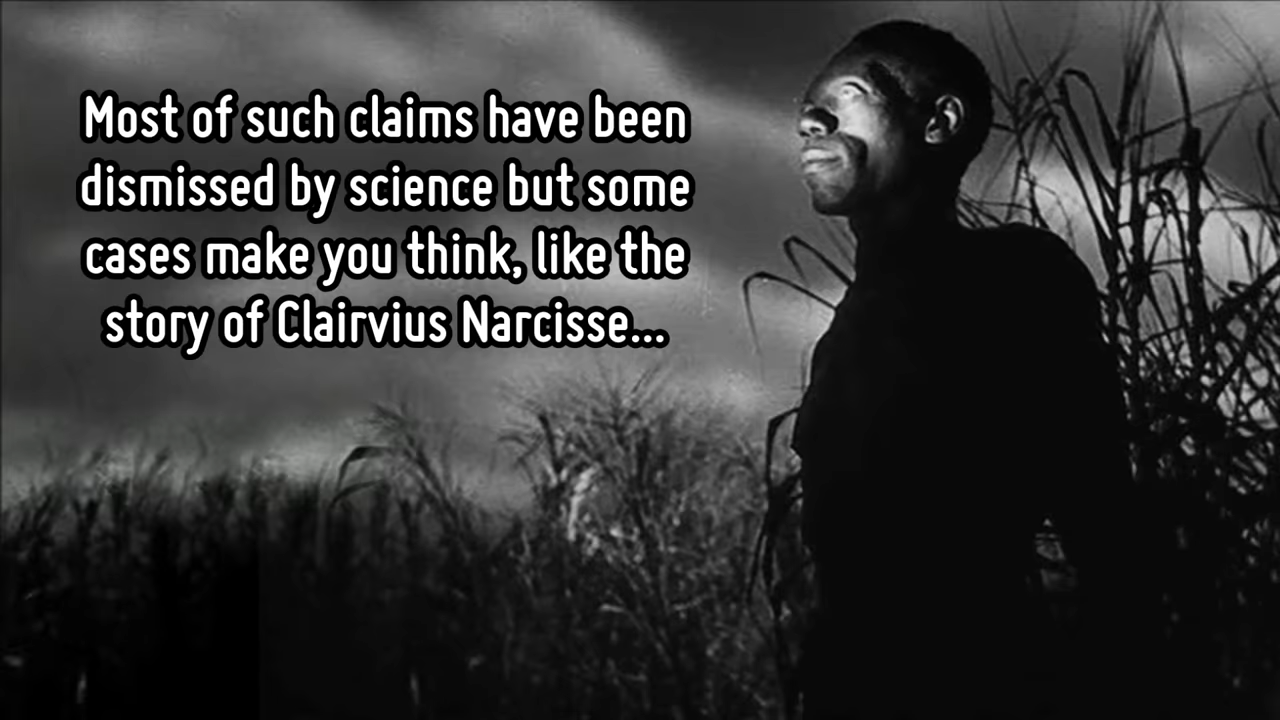 Most of such claims have been
dismissed by science but some
cases make you think, like the
story of Clairvius Narcisse...